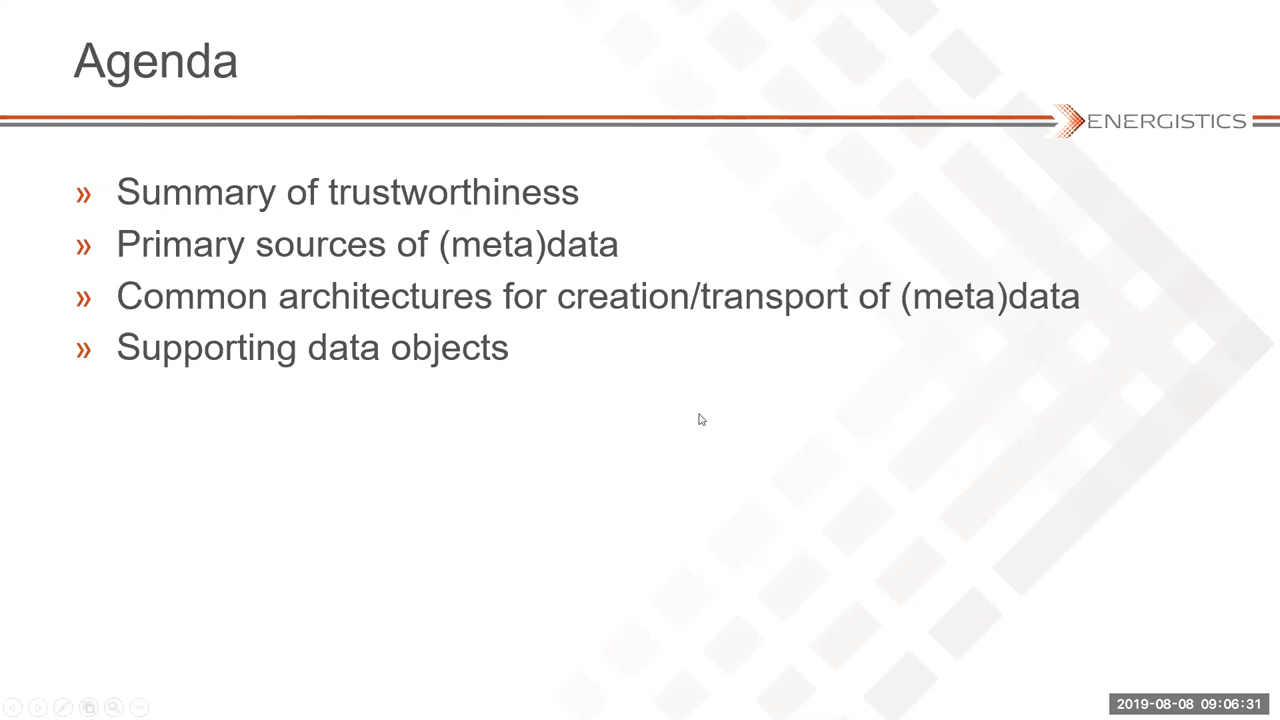 Agenda
ENERGISTICS
» Summary of trustworthiness
» Primary sources of (meta)data
» Common architectures for creation/transport of (meta)data
» Supporting data objects
2019-08-08 09:06:31